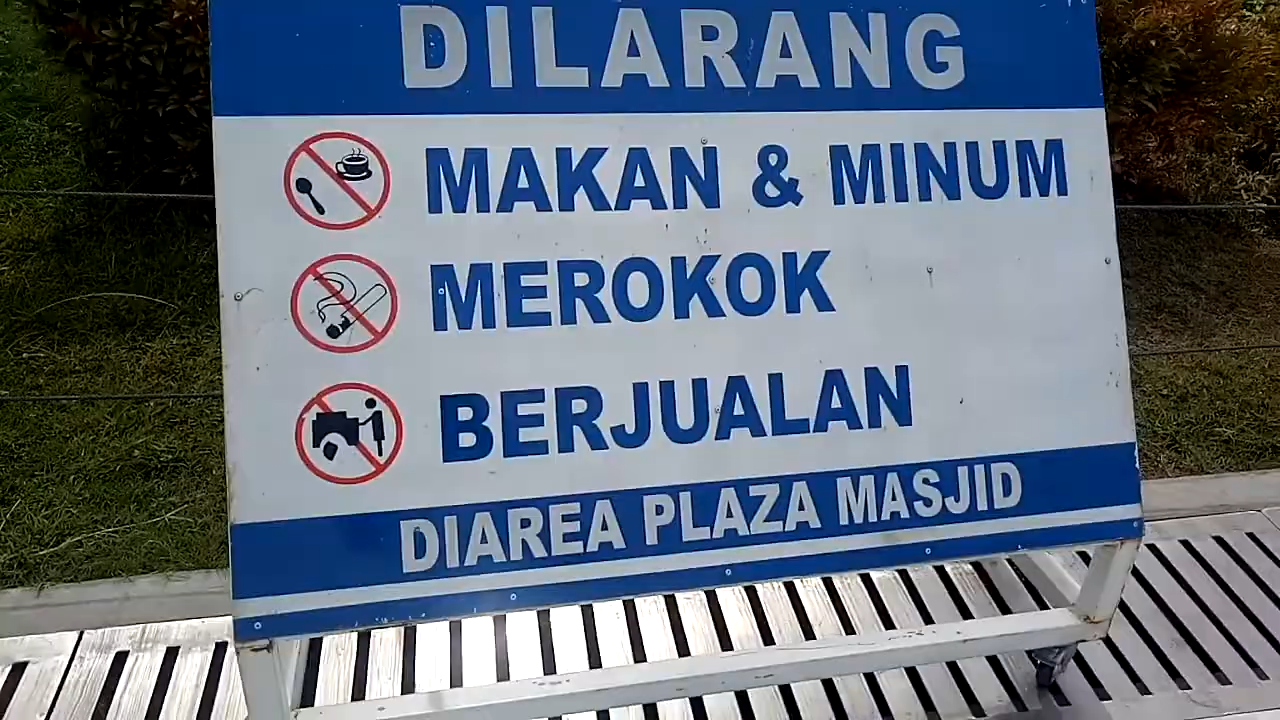 DILARANG
MAKAN & MINUM
MEROKOK
BERJUALAN
DIAREA PLAZA MASJID